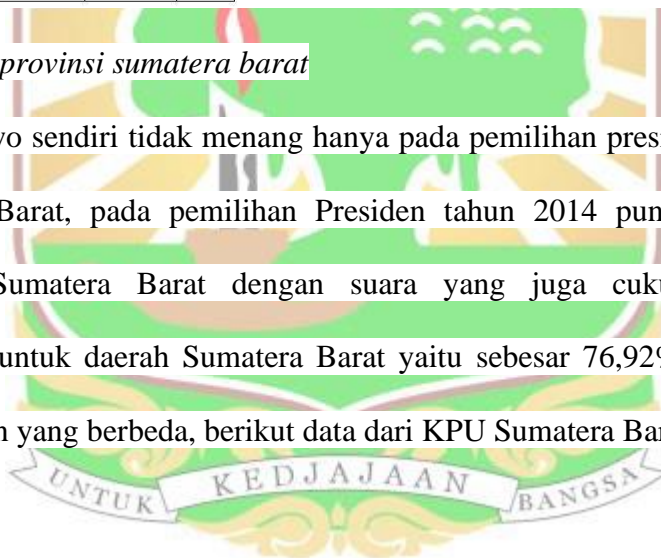 provinsi sumatera barat
vo sendiri tidak menang hanya pada pemilihan presi
Barat, pada pemilihan Presiden tahun 2014 pun
Sumatera Barat dengan suara yang juga cuku
untuk daerah Sumatera Barat yaitu sebesar 76,92%
n yang berbeda, berikut data dari KPU Sumatera Bar
UNTUK KEDJAJAAN BANGSA